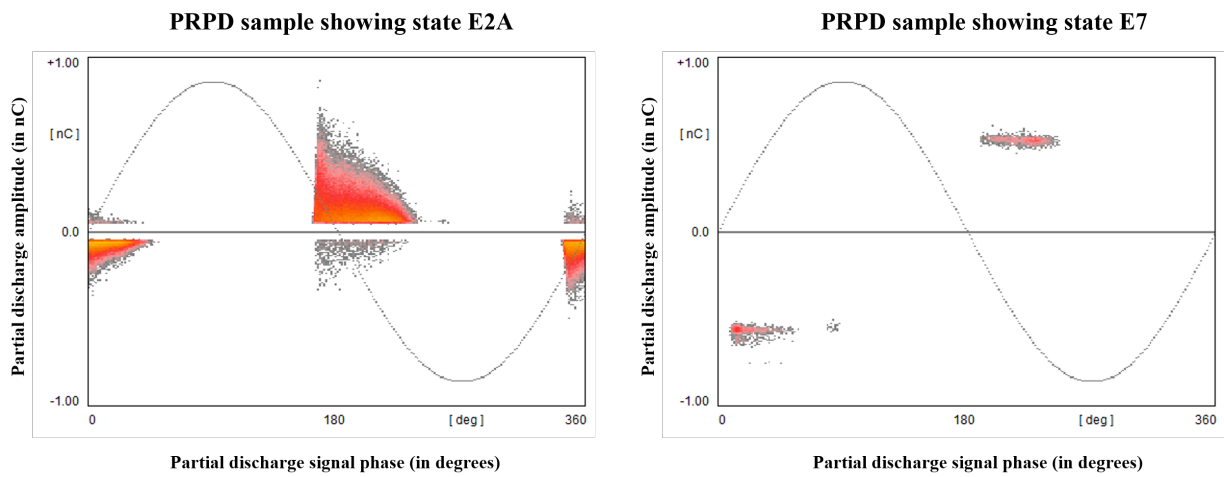 PRPD sample showing state E2A
PRPD sample showing state E7
Partial discharge amplitude (in nC)
+1.00
[ nC ]
0.0
-1.00
0
180
[ deg ]
360
Partial discharge signal phase (in degrees)
Partial discharge amplitude (in nC)
+1.00
[ nC ]
0.0
-1.00
0
180
[ deg ]
360
Partial discharge signal phase (in degrees)